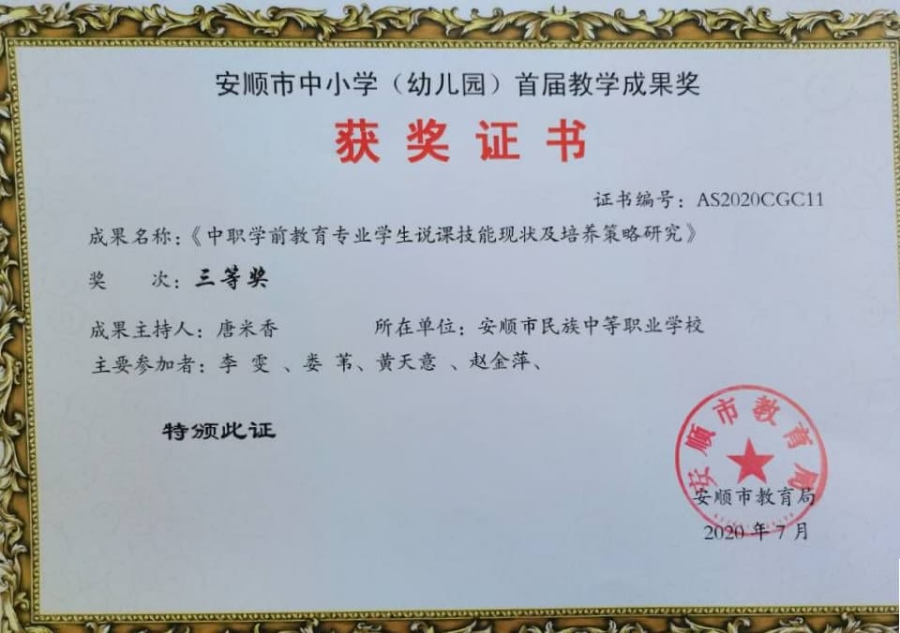 安顺市中小学（幼儿园）首届教学成果奖
获奖证书
证书编号：AS2020CGC11
成果名称：《中职学前教育专业学生说课技能现状及培养策略研究》
奖 次：三等奖
成果主持人：唐米香 所在单位：安顺市民族中等职业学校
主要参加者：李 雯 、娄 苇、黄天意 、赵金萍、
特颁此证
安顺市教育局
安顺市教育局
2020 年 7 月